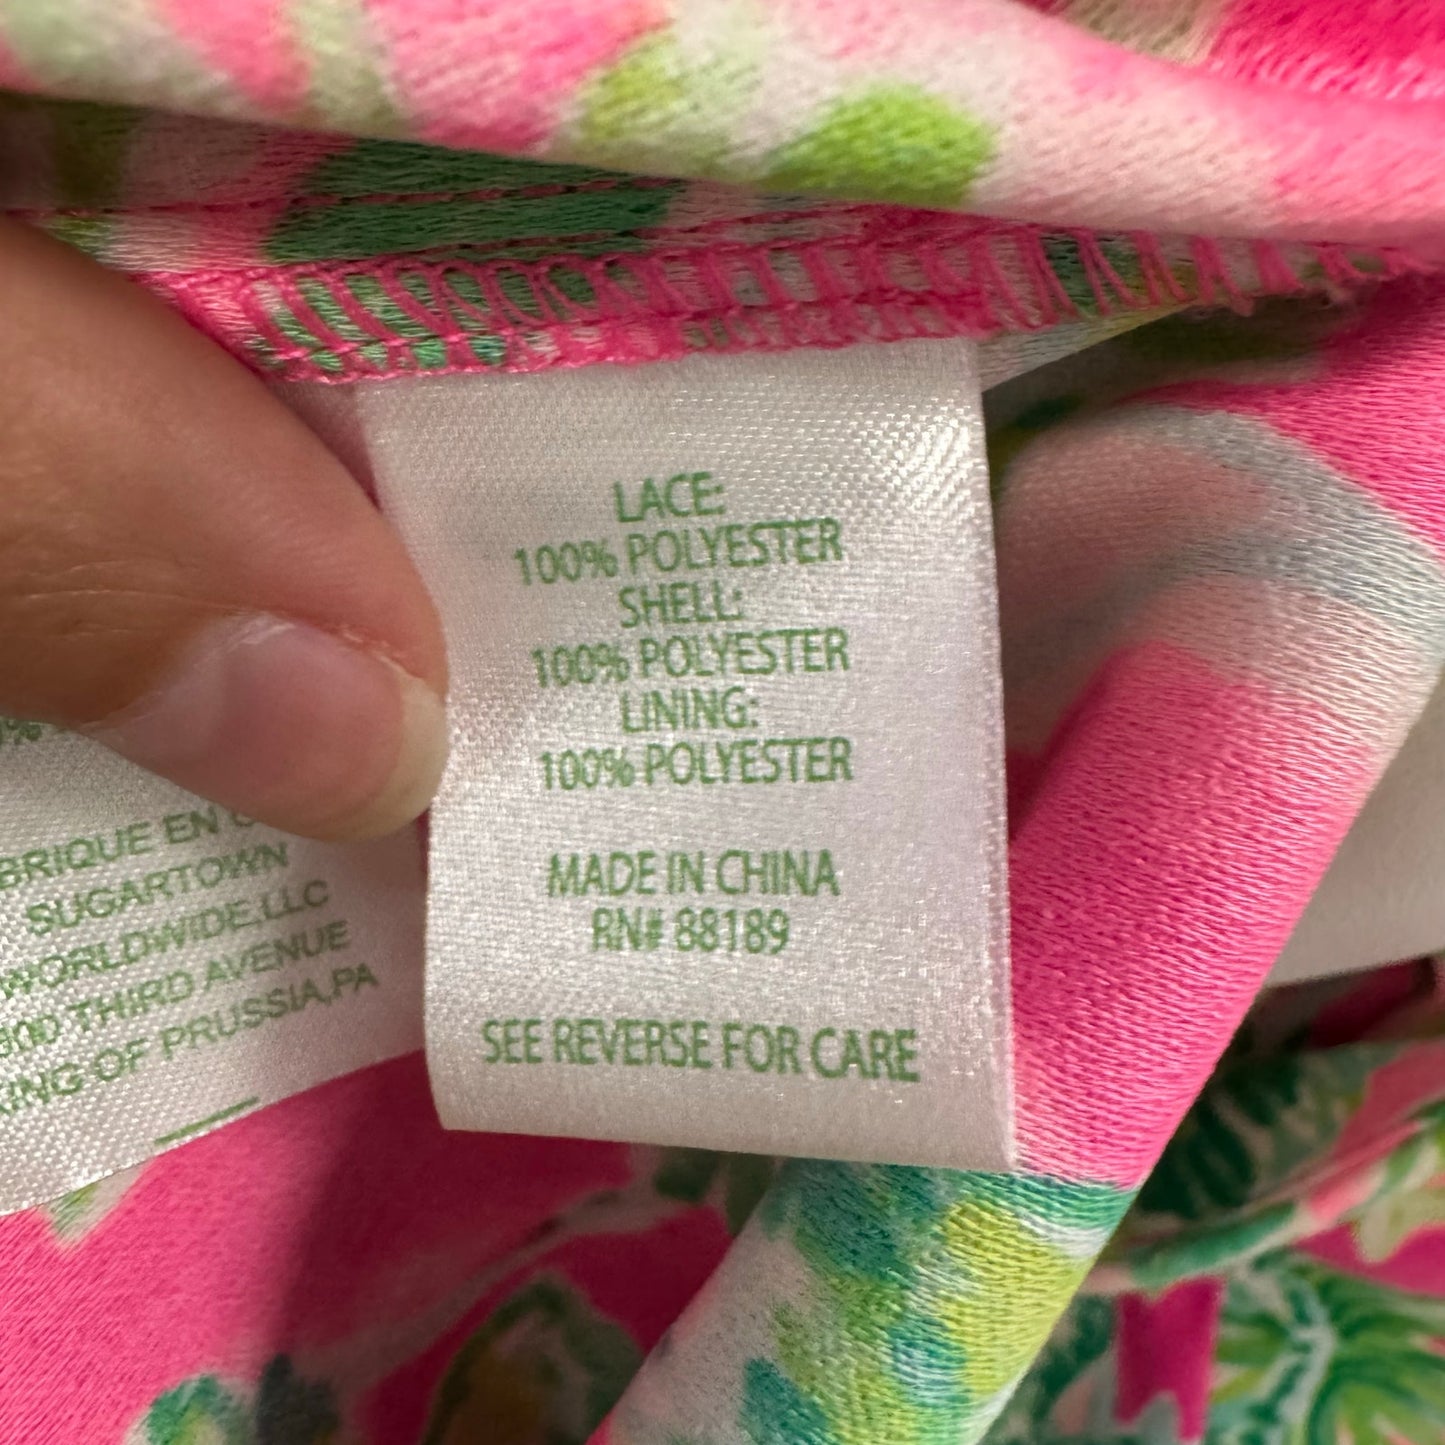 LACE:
100% POLYESTER
SHELL:
100% POLYESTER
LINING:
100% POLYESTER
MADE IN CHINA
RN# 88189
SEE REVERSE FOR CARE
EN
SUGARTOWN
WORLDWIDE,LLC
THIRD AVENUE
OF PRUSSIA,PA